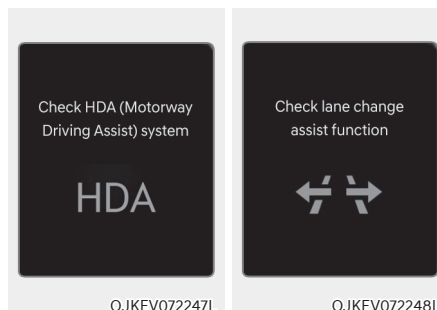 Check HDA (Motorway
Driving Assist) system
HDA
OJKEV072247L
Check lane change
assist function
OJKEV072248L